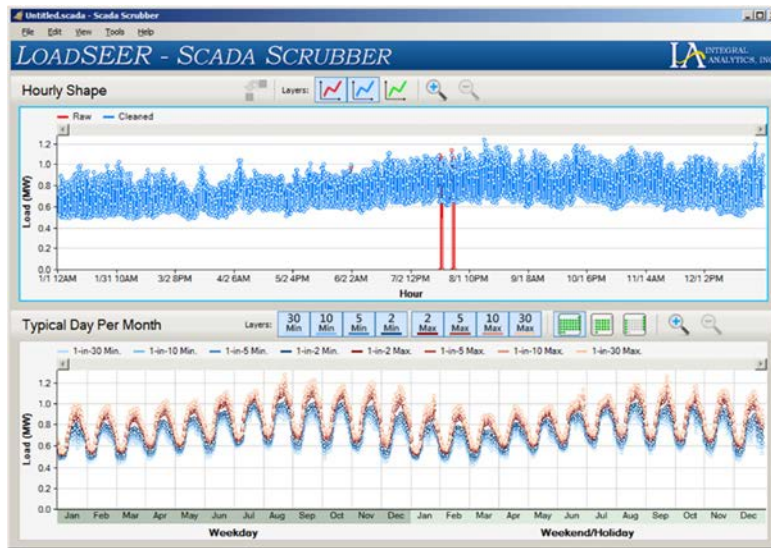 Untitled.scada - Scada Scrubber
File Edit View Tools Help
LOADSEER - SCADA SCRUBBER
INTEGRAL
ANALYTICS, INC
Hourly Shape
Layers:
Raw Cleaned
Load (MW)
1.2
1.0
0.8
0.6
0.4
0.2
0.0
1/1 12AM 1/31 10AM 3/2 8PM 4/2 6AM 5/2 4PM 6/2 2AM 7/2 12PM 8/1 10PM 9/1 8AM 10/1 6PM 11/1 4AM 12/1 2PM
Hour
Typical Day Per Month
Layers:
30 Min 10 Min 5 Min 2 Min 2 Max 5 Max 10 Max 30 Max
1-in-30 Min. 1-in-10 Min. 1-in-5 Min. 1-in-2 Min. 1-in-2 Max. 1-in-5 Max. 1-in-10 Max. 1-in-30 Max.
Load (MW)
1.2
1.0
0.8
0.6
0.4
0.2
0.0
Jan Feb Mar Apr May Jun Jul Aug Sep Oct Nov Dec Jan Feb Mar Apr May Jun Jul Aug Sep Oct Nov Dec
Weekday Weekend/Holiday